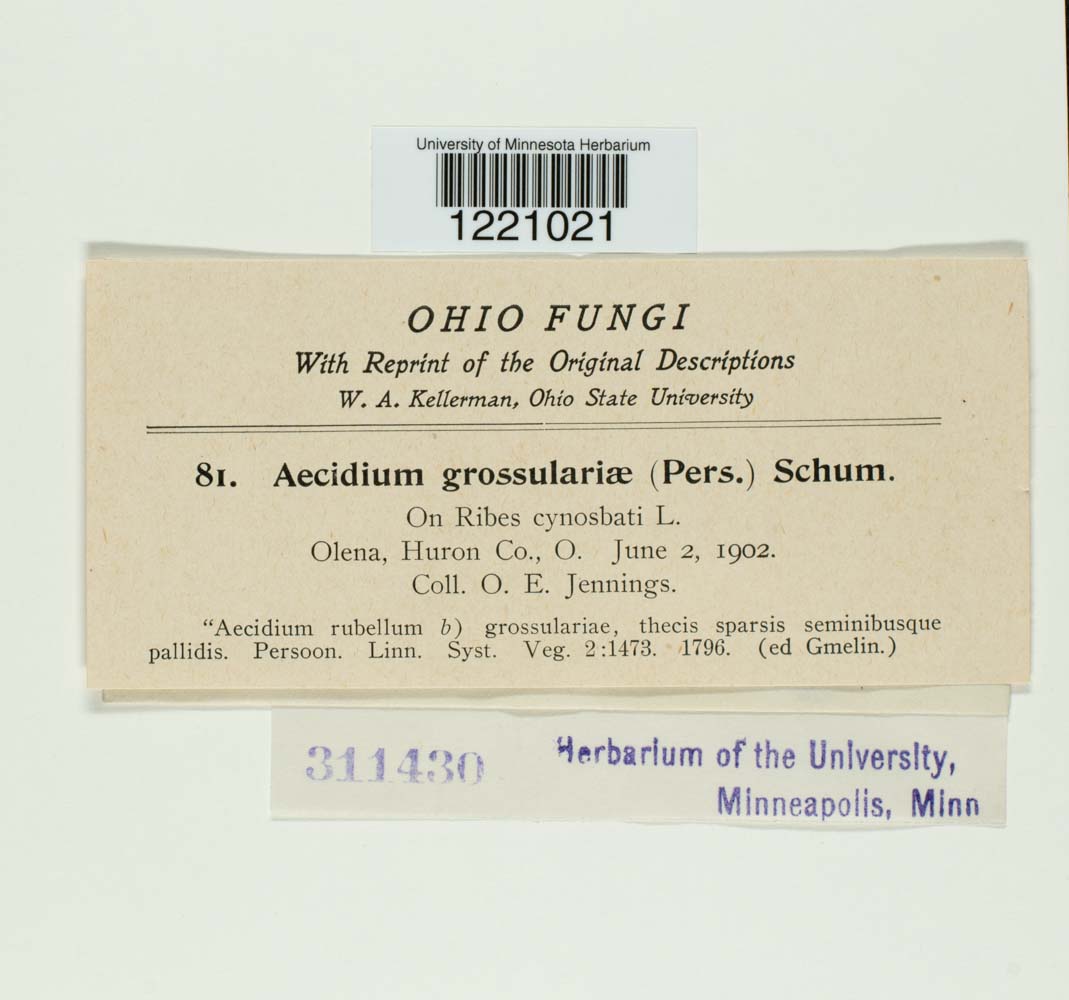 University of Minnesota Herbarium
1221021
OHIO FUNGI
With Reprint of the Original Descriptions
W. A. Kellerman, Ohio State University
81. Aecidium grossulariæ (Pers.) Schum.
On Ribes cynosbati L.
Olena, Huron Co., O. June 2, 1902.
Coll. O. E. Jennings.
"Aecidium rubellum b) grossulariae, thecis sparsis seminibusque
pallidis. Persoon. Linn. Syst. Veg. 2:1473. 1796. (ed Gmelin.)
311430
Herbarium of the University,
Minneapolis, Minn